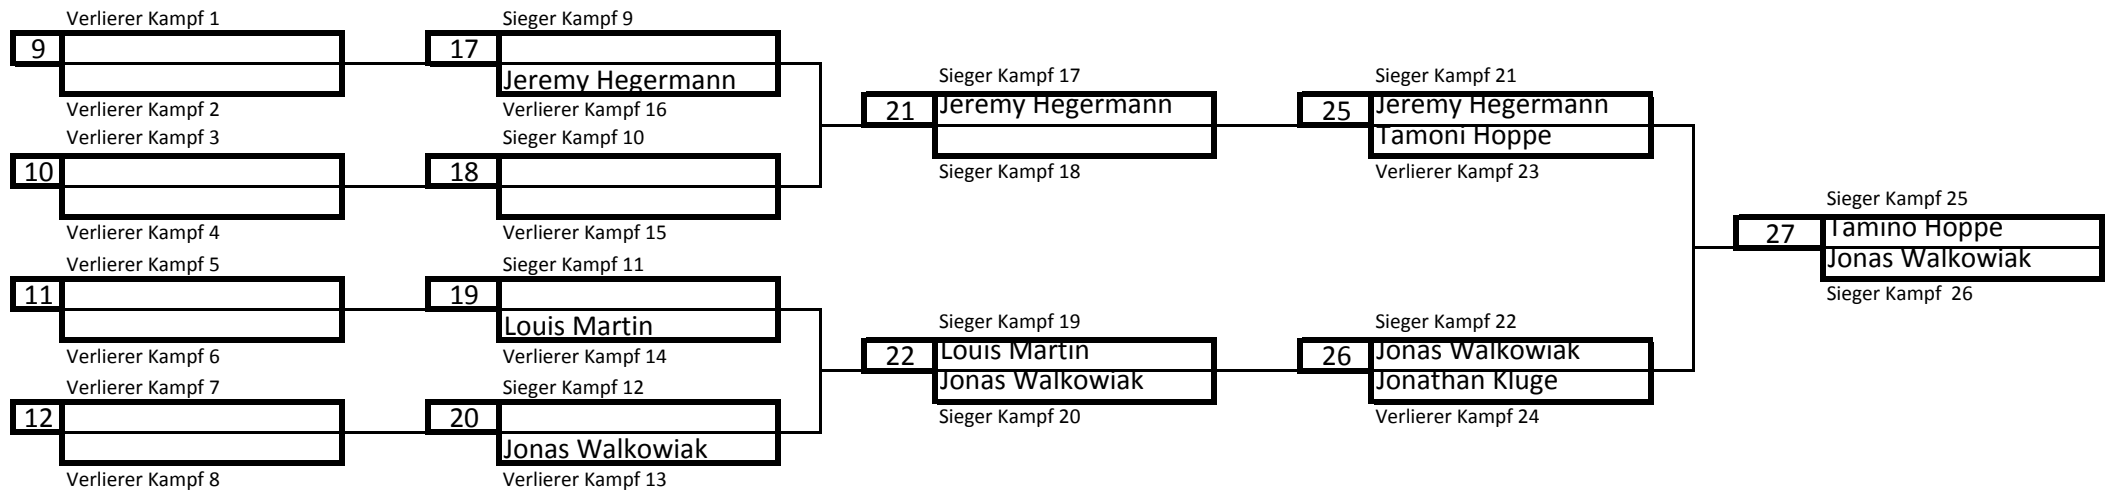 Verlierer Kampf 1
9
Verlierer Kampf 2
Verlierer Kampf 3
10
Verlierer Kampf 4
Verlierer Kampf 5
11
Verlierer Kampf 6
Verlierer Kampf 7
12
Verlierer Kampf 8
Sieger Kampf 9
17
Jeremy Hegermann
Verlierer Kampf 16
Sieger Kampf 10
18
Verlierer Kampf 15
Sieger Kampf 11
19
Louis Martin
Verlierer Kampf 14
Sieger Kampf 12
20
Jonas Walkowiak
Verlierer Kampf 13
Sieger Kampf 17
21 Jeremy Hegermann
Sieger Kampf 18
Sieger Kampf 19
22 Louis Martin
Jonas Walkowiak
Sieger Kampf 20
Sieger Kampf 21
25 Jeremy Hegermann
Tamoni Hoppe
Verlierer Kampf 23
Sieger Kampf 22
26 Jonas Walkowiak
Jonathan Kluge
Verlierer Kampf 24
Sieger Kampf 25
27 Tamino Hoppe
Jonas Walkowiak
Sieger Kampf 26